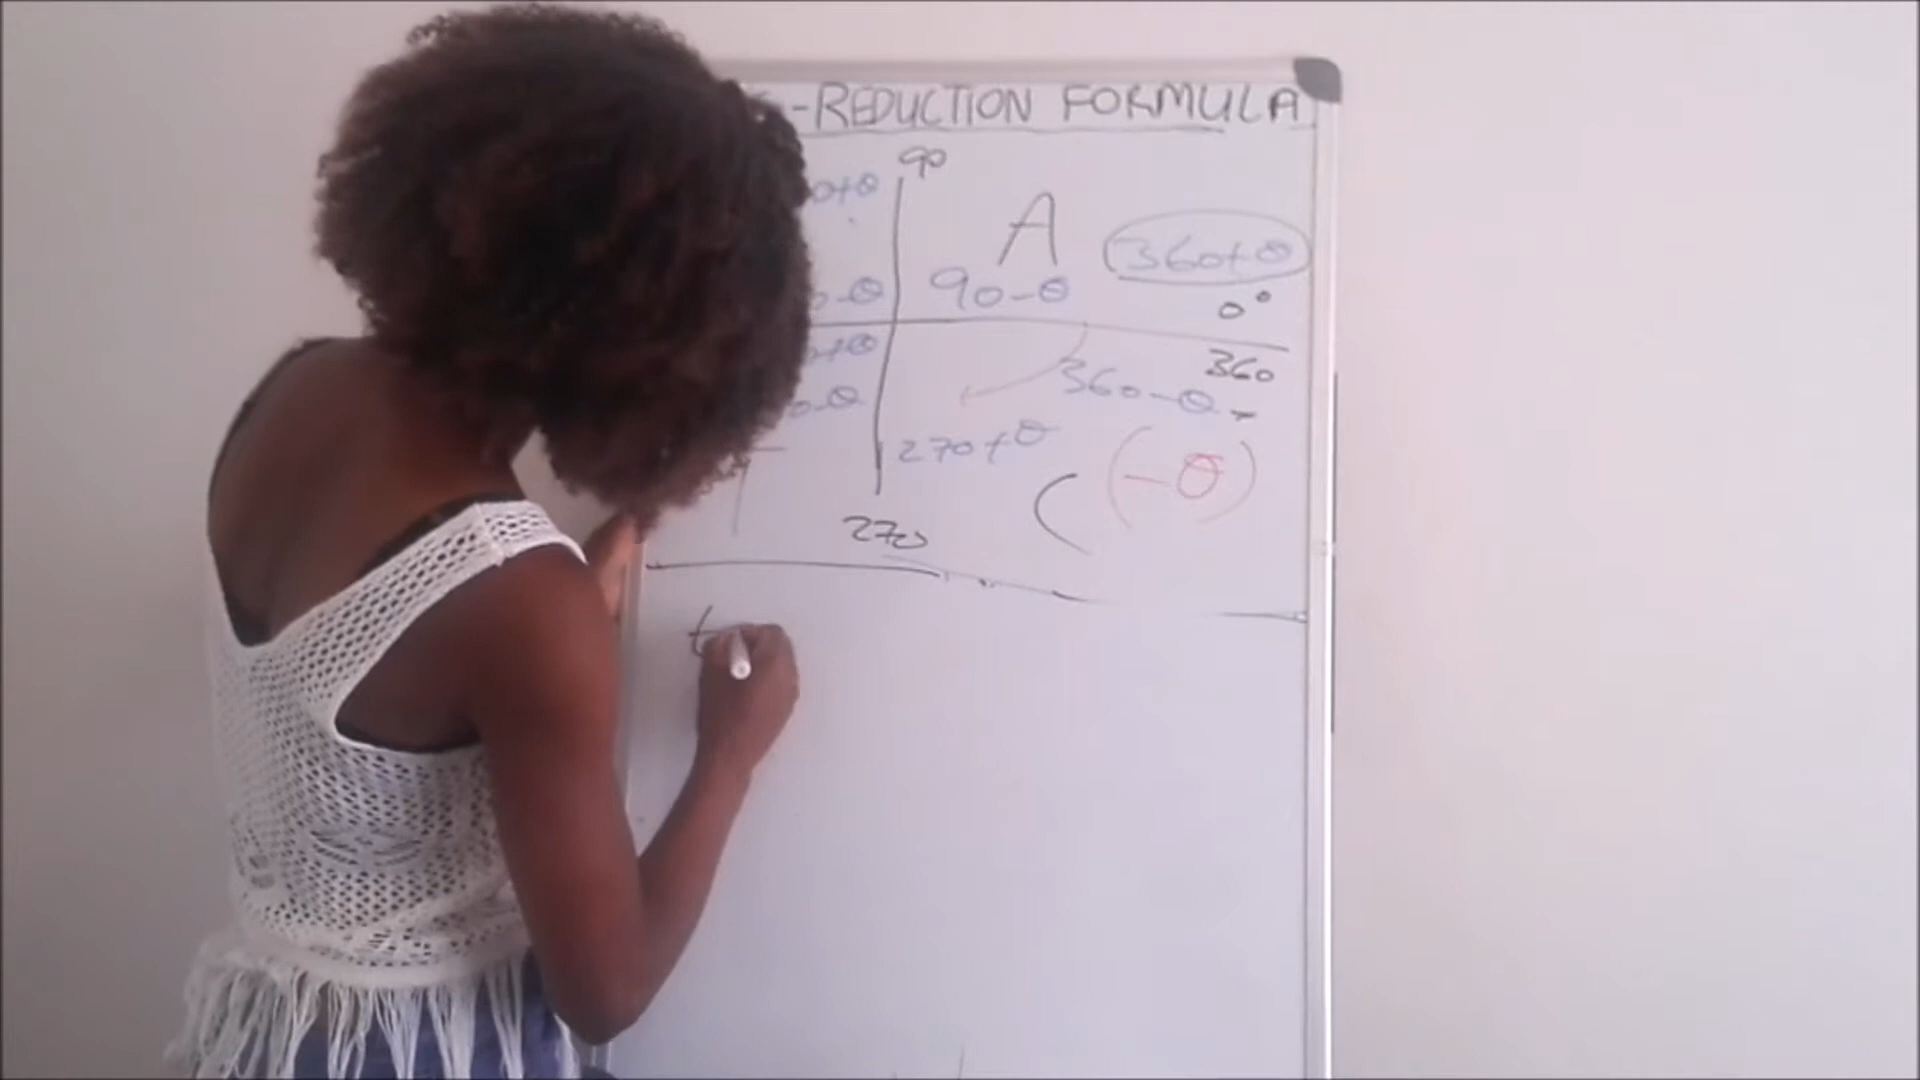 -REDUCTION FORMULA
90
+θ
A
360+θ
-θ
90-θ
0°
+θ
360
360-θ
-θ
270+θ
(-θ)
T
(
270
t